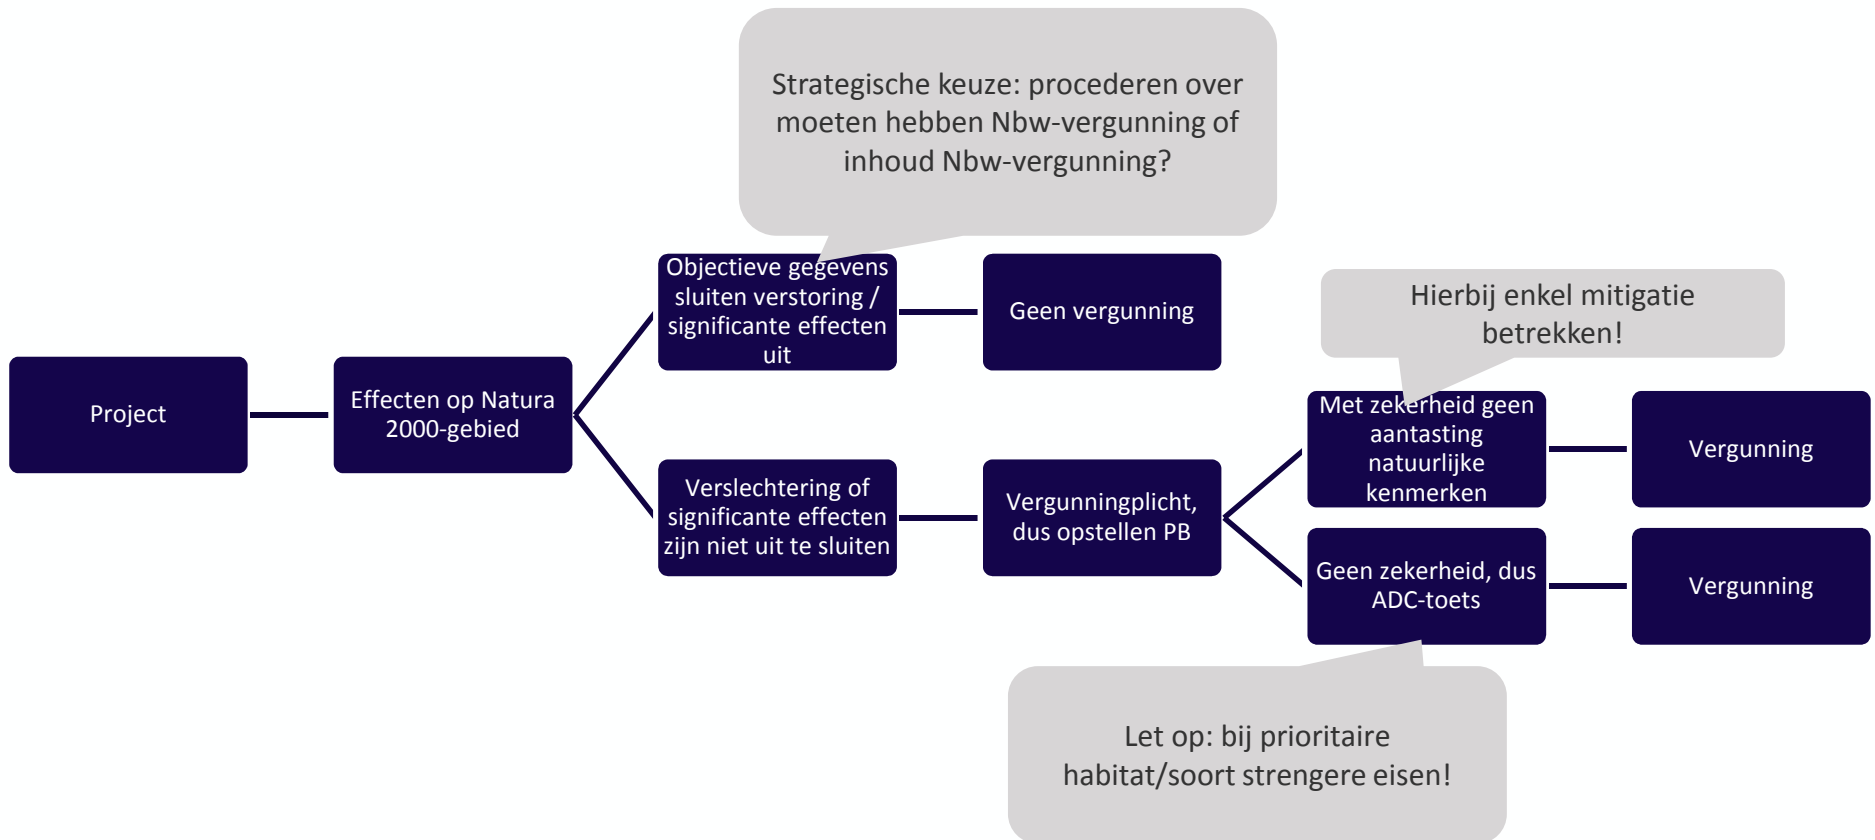 Strategische keuze: procederen over
moeten hebben Nbw-vergunning of
inhoud Nbw-vergunning?
Objectieve gegevens
sluiten verstoring /
significante effecten
uit
Geen vergunning
Hierbij enkel mitigatie
betrekken!
Project
Effecten op Natura
2000-gebied
Met zekerheid geen
aantasting
natuurlijke
kenmerken
Vergunning
Verslechtering of
significante effecten
zijn niet uit te sluiten
Vergunningplicht,
dus opstellen PB
Geen zekerheid, dus
ADC-toets
Vergunning
Let op: bij prioritaire
habitat/soort strengere eisen!